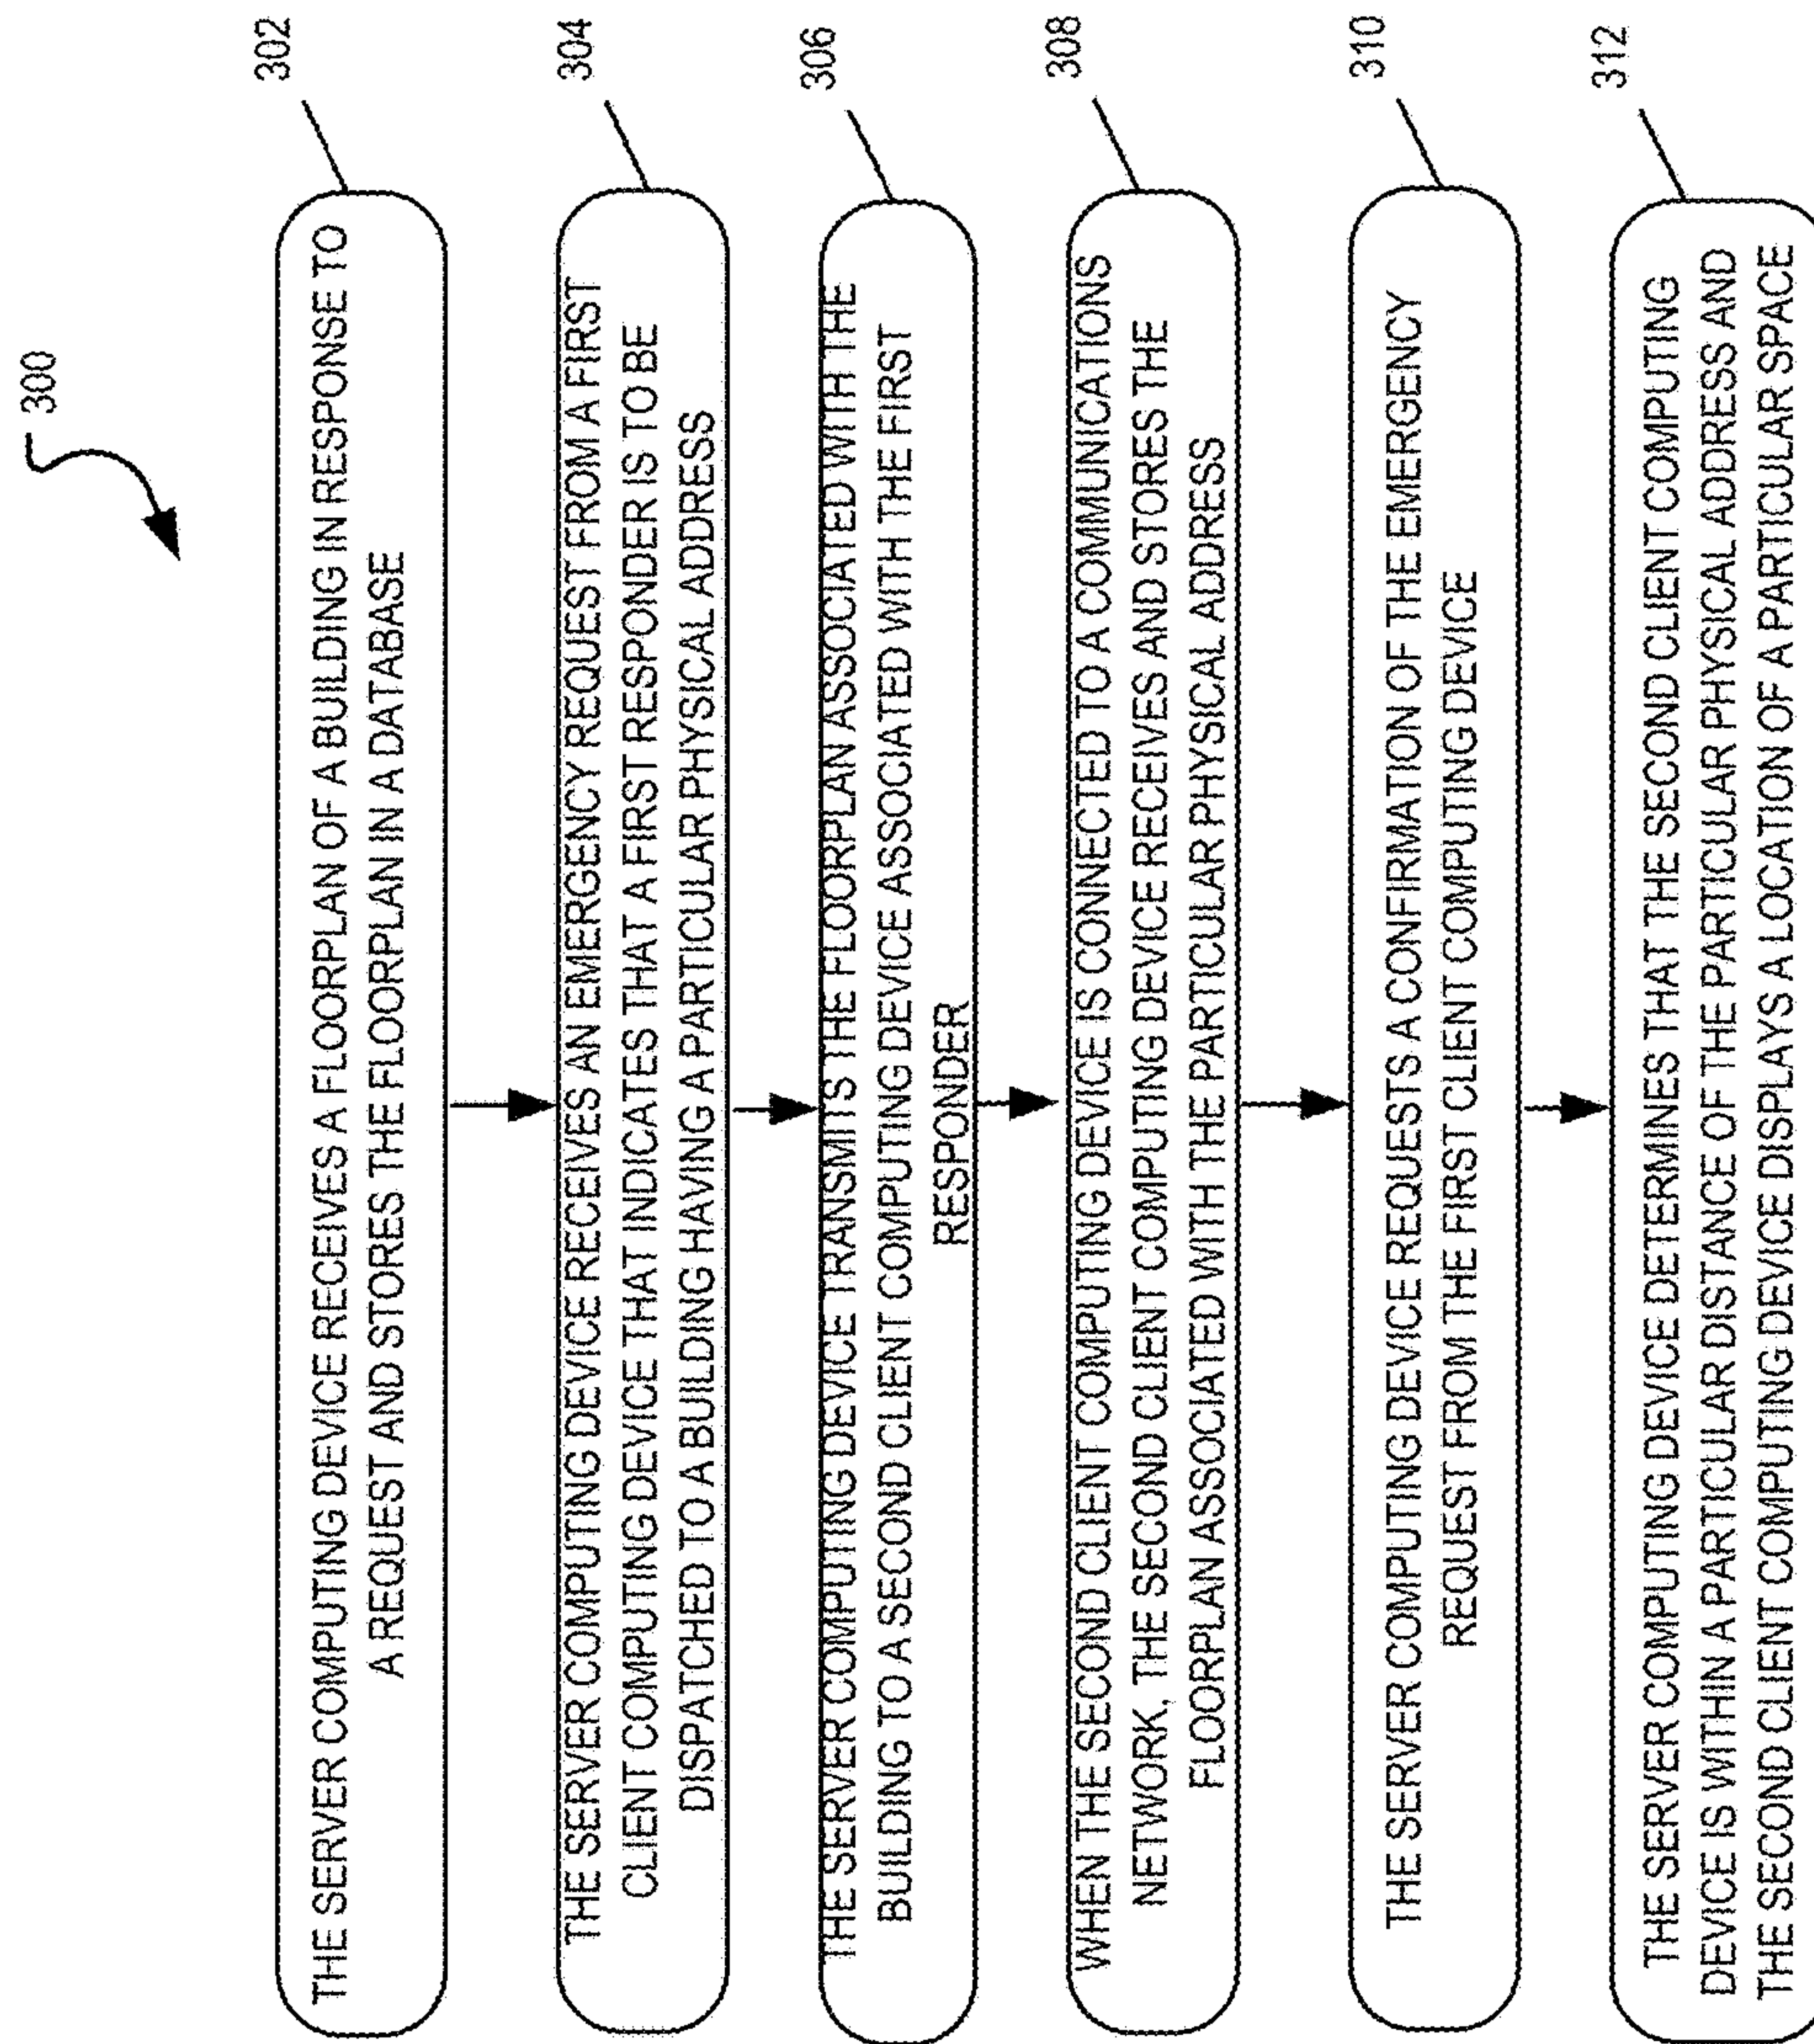 300
302
THE SERVER COMPUTING DEVICE RECEIVES A FLOORPLAN OF A BUILDING IN RESPONSE TO
A REQUEST AND STORES THE FLOORPLAN IN A DATABASE
304
THE SERVER COMPUTING DEVICE RECEIVES AN EMERGENCY REQUEST FROM A FIRST
CLIENT COMPUTING DEVICE THAT INDICATES THAT A FIRST RESPONDER IS TO BE
DISPATCHED TO A BUILDING HAVING A PARTICULAR PHYSICAL ADDRESS
306
THE SERVER COMPUTING DEVICE TRANSMITS THE FLOORPLAN ASSOCIATED WITH THE
BUILDING TO A SECOND CLIENT COMPUTING DEVICE ASSOCIATED WITH THE FIRST
RESPONDER
308
WHEN THE SECOND CLIENT COMPUTING DEVICE IS CONNECTED TO A COMMUNICATIONS
NETWORK, THE SECOND CLIENT COMPUTING DEVICE RECEIVES AND STORES THE
FLOORPLAN ASSOCIATED WITH THE PARTICULAR PHYSICAL ADDRESS
310
THE SERVER COMPUTING DEVICE REQUESTS A CONFIRMATION OF THE EMERGENCY
REQUEST FROM THE FIRST CLIENT COMPUTING DEVICE
312
THE SERVER COMPUTING DEVICE DETERMINES THAT THE SECOND CLIENT COMPUTING
DEVICE IS WITHIN A PARTICULAR DISTANCE OF THE PARTICULAR PHYSICAL ADDRESS AND
THE SECOND CLIENT COMPUTING DEVICE DISPLAYS A LOCATION OF A PARTICULAR SPACE